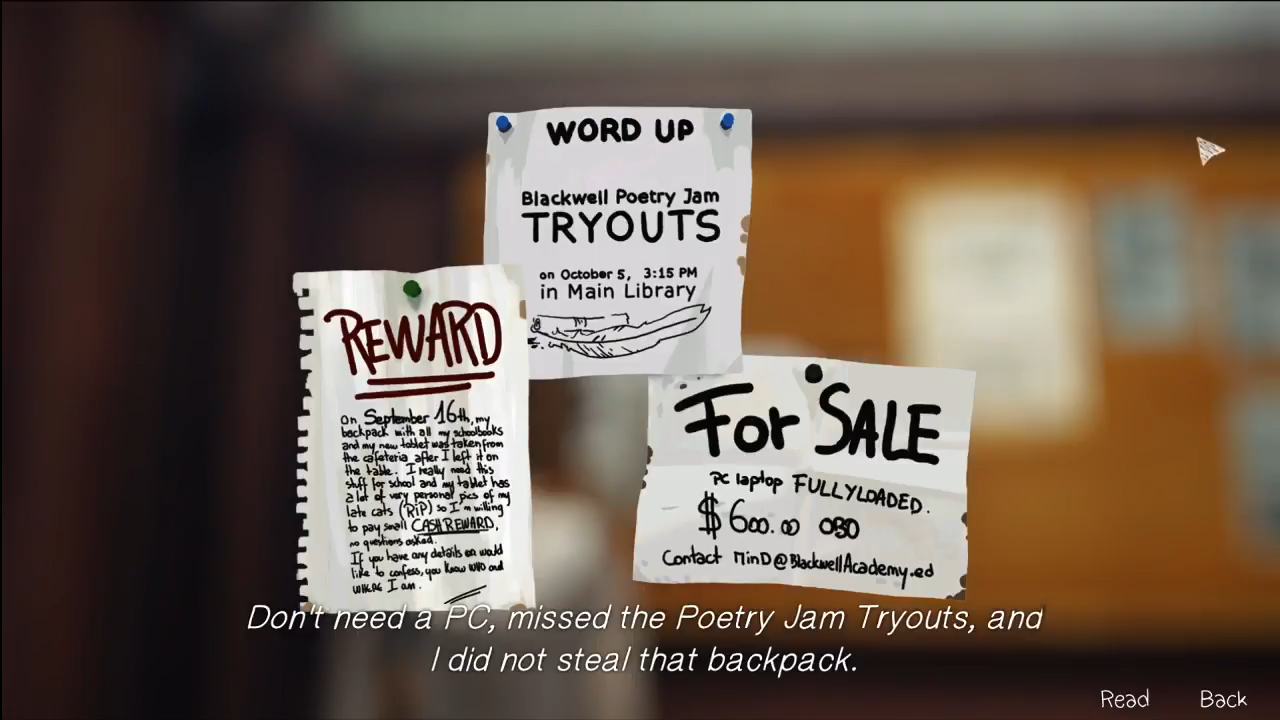 WORD UP
Blackwell Poetry Jam
TRYOUTS
on October 5, 3:15 PM
in Main Library
REWARD
on September 16th, my
backpack with all my schoolbooks
and my new tablet was taken from
the cafeteria after I left it on
the table. I really need this
stuff for school and my tablet has
a lot of very personal pics of my
late cats (RiP) so I'm willing
to pay small CASH REWARD,
no questions asked.
If you have any details or would
like to confess, you know WHO and
WHERE I am.
For SALE
PC laptop FULLYLOADED.
$600.00 OBO
Contact MinD@BlackwellAcademy.ed
Don't need a PC, missed the Poetry Jam Tryouts, and
I did not steal that backpack.
Read Back